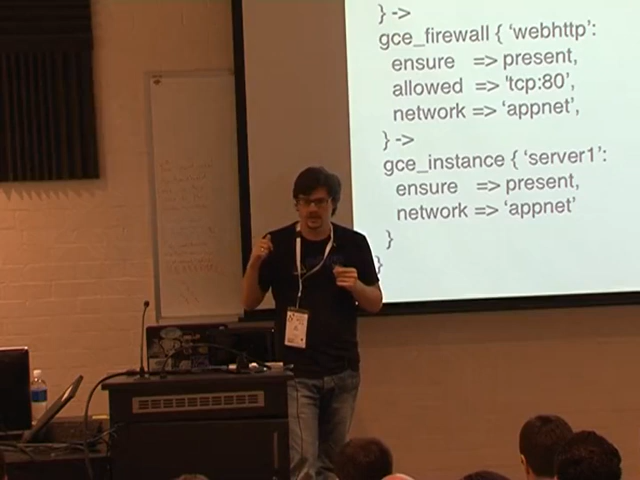 } ->
gce_firewall { ‘webhttp’:
ensure => present,
allowed => 'tcp:80’,
network => ‘appnet’,
} ->
gce_instance { ‘server1’:
ensure => present,
network => ‘appnet’
}
}